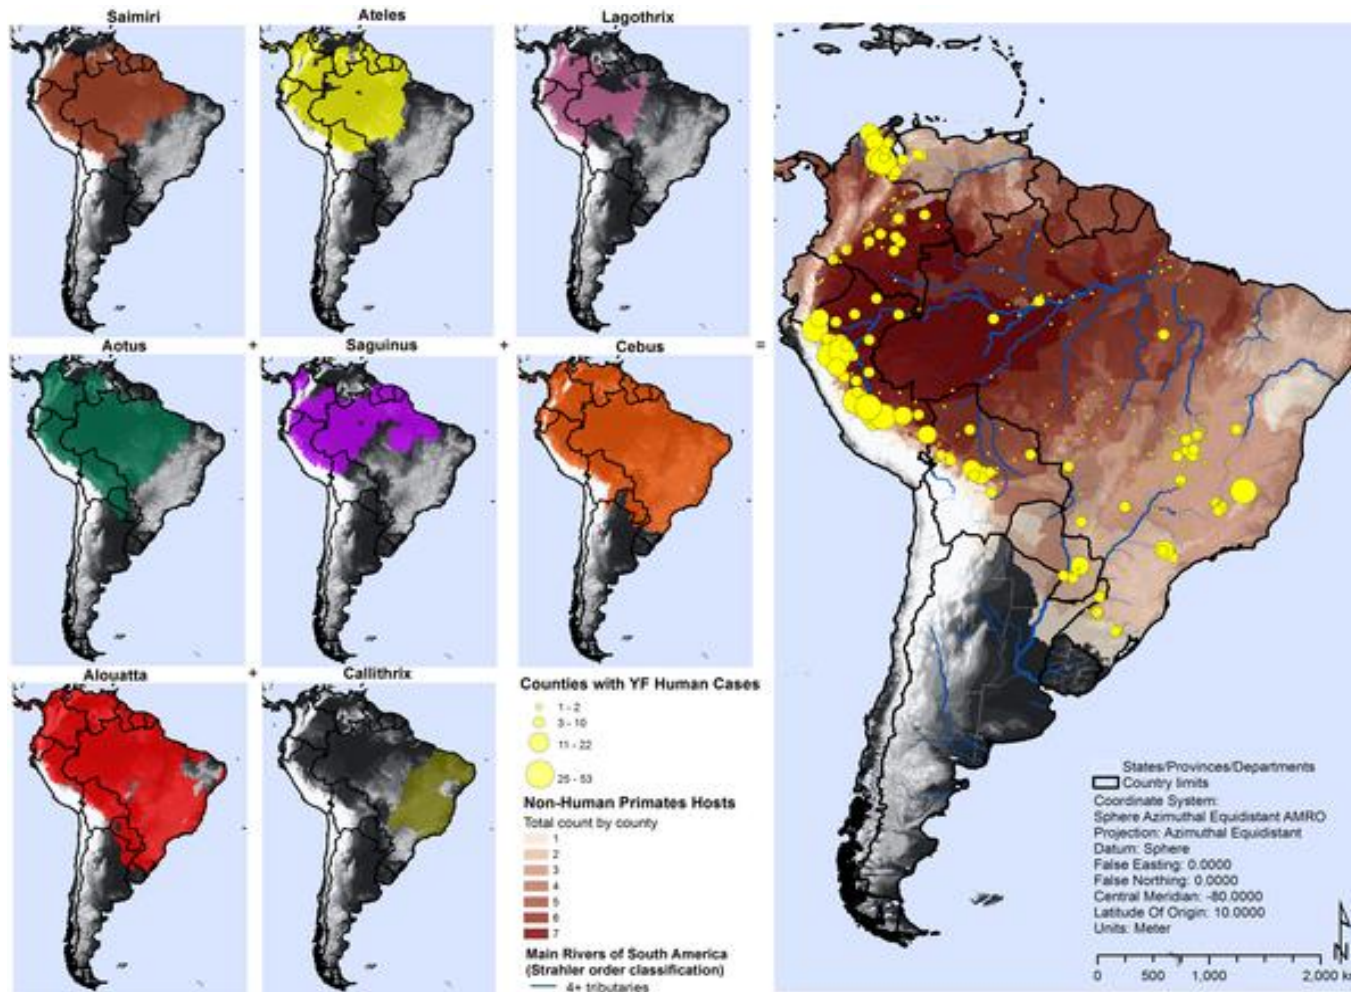 Saimiri
Ateles
Lagothrix
Aotus
+
Saguinus
+
Cebus
=
Alouatta
+
Callithrix
Counties with YF Human Cases
1 - 2
3 - 10
11 - 22
25 - 53
Non-Human Primates Hosts
Total count by county
1
2
3
4
5
6
7
Main Rivers of South America
(Strahler order classification)
4+ tributaries
States/Provinces/Departments
Country limits
Coordinate System:
Sphere Azimuthal Equidistant AMRO
Projection: Azimuthal Equidistant
Datum: Sphere
False Easting: 0.0000
False Northing: 0.0000
Central Meridian: -80.0000
Latitude Of Origin: 10.0000
Units: Meter
N
0 500 1,000 2,000